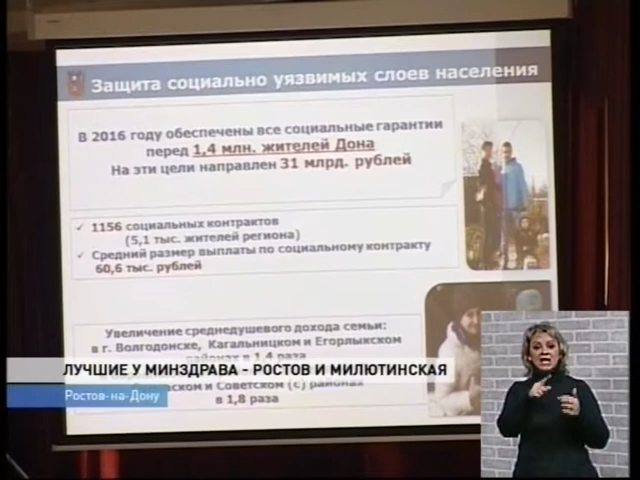 Защита социально уязвимых слоев населения
В 2016 году обеспечены все социальные гарантии
перед 1,4 млн. жителей Дона
На эти цели направлен 31 млрд. рублей
✓ 1156 социальных контрактов
(5,1 тыс. жителей региона)
✓ Средний размер выплаты по социальному контракту
60,6 тыс. рублей
Увеличение среднедушевого дохода семьи:
в г. Волгодонске, Кагальницком и Егорлыкском
районах в 1,4 раза
и Советском (с) районах
в 1,8 раза
ЛУЧШИЕ У МИНЗДРАВА - РОСТОВ И МИЛЮТИНСКАЯ
Ростов-на-Дону